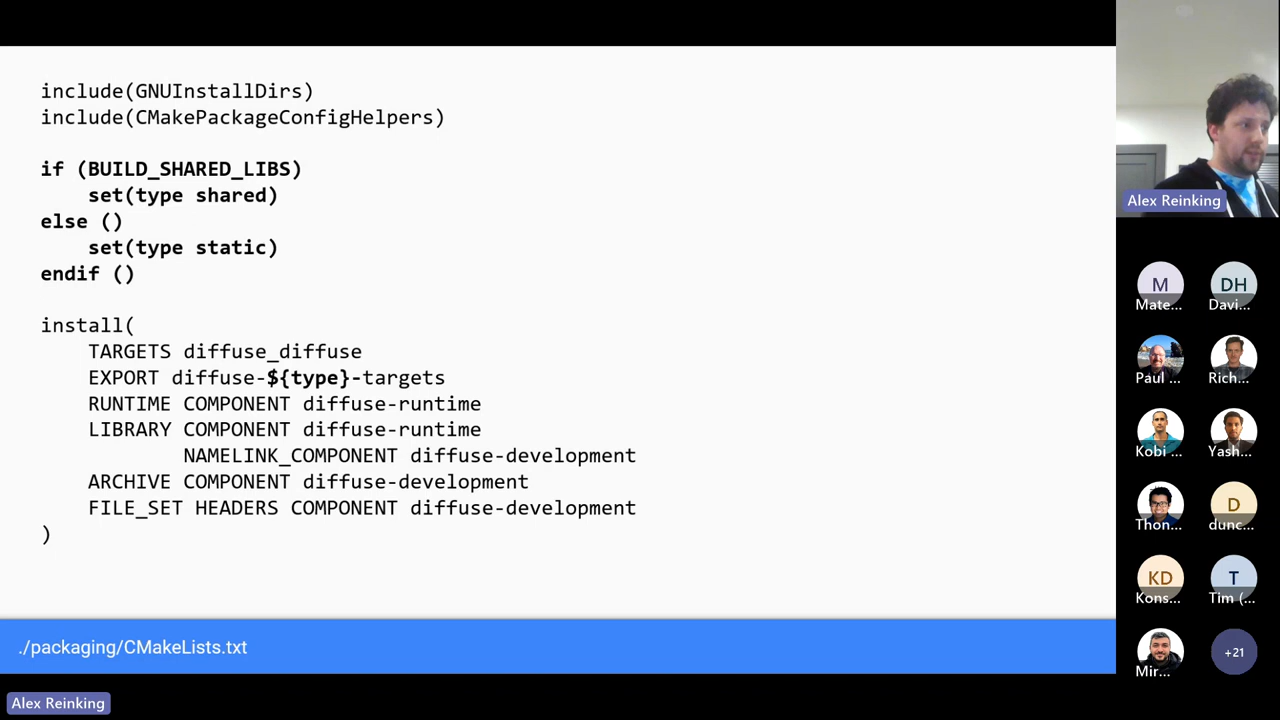 include(GNUInstallDirs)
include(CMakePackageConfigHelpers)
if (BUILD_SHARED_LIBS)
    set(type shared)
else ()
    set(type static)
endif ()
install(
    TARGETS diffuse_diffuse
    EXPORT diffuse-${type}-targets
    RUNTIME COMPONENT diffuse-runtime
    LIBRARY COMPONENT diffuse-runtime
            NAMELINK_COMPONENT diffuse-development
    ARCHIVE COMPONENT diffuse-development
    FILE_SET HEADERS COMPONENT diffuse-development
)
./packaging/CMakeLists.txt
Alex Reinking
Alex Reinking
M
Mate...
DH
Davi...
Paul ...
Rich...
Kobi ...
Yash...
Thon...
D
dunc...
KD
Kons...
T
Tim (...
Mir...
+21